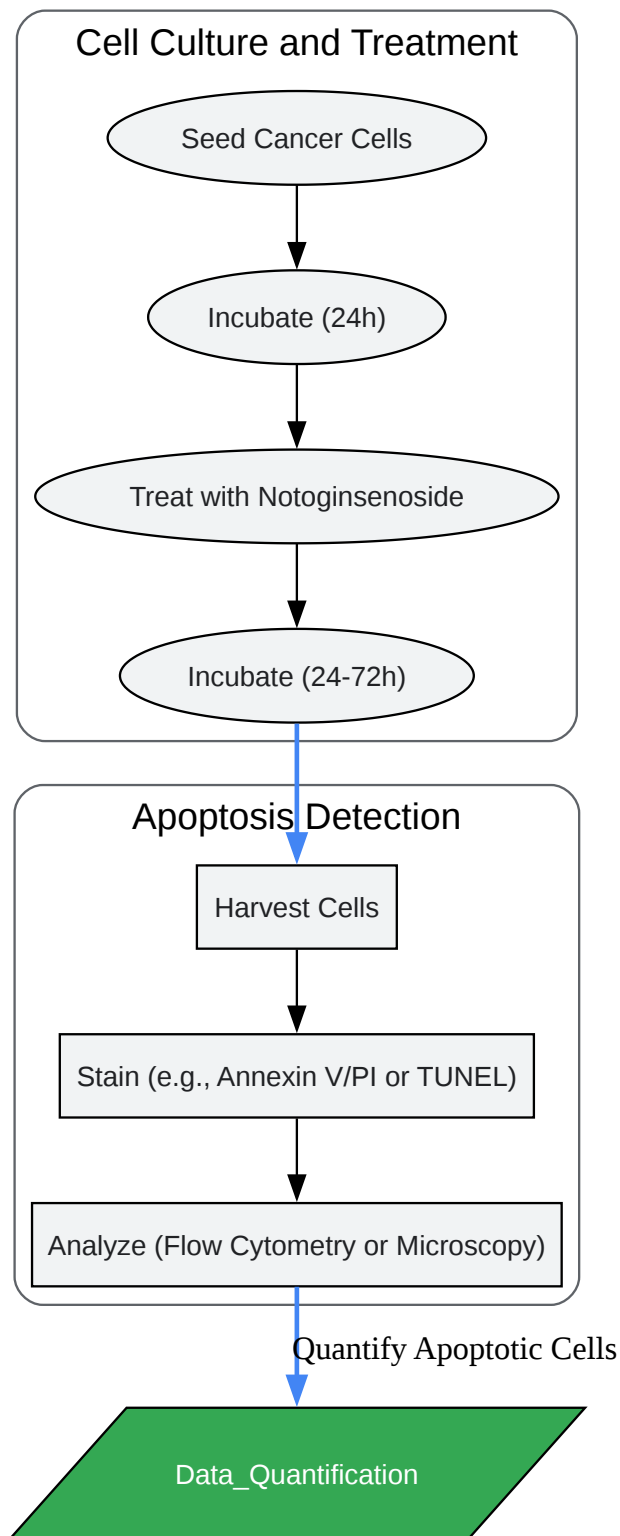 Cell Culture and Treatment
Seed Cancer Cells
Incubate (24h)
Treat with Notoginsenoside
Incubate (24-72h)
Apoptosis Detection
Harvest Cells
Stain (e.g., Annexin V/PI or TUNEL)
Analyze (Flow Cytometry or Microscopy)
Quantify Apoptotic Cells
Data_Quantification